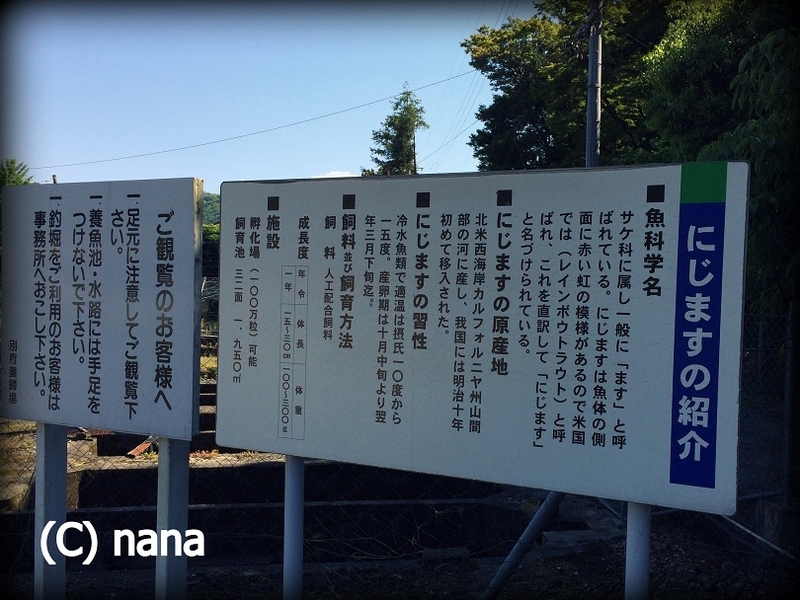 にじますの紹介
■魚科学名
サケ科に属し一般に「ます」と呼
ばれている。にじますは魚体の側
面に赤い虹の模様があるので米国
では（レインボウトラウト）と呼
ばれ、これを直訳して「にじます」
と名づけられている。
■にじますの原産地
北米西海岸カルフォルニヤ州山間
部の河に産し、我国には明治十年
初めて移入された。
■にじますの習性
冷水魚類で適温は摂氏一〇度から
一五度。産卵期は十月中旬より翌
年三月下旬迄。
■飼料並び飼育方法
飼料 人工配合飼料
成長度 年令 体長 体重
一年 一五〜三〇㎝ 一〇〇〜三〇〇g
■施設
孵化場（一〇〇万粒）可能
飼育池 三二面 一、九五〇㎡
ご観覧のお客様へ
一.足元に注意してご観覧下
さい。
一.養魚池・水路には手足を
つけないで下さい。
一.釣堀をご利用のお客様は
事務所へおこし下さい。
別府養鱒場
(C) nana